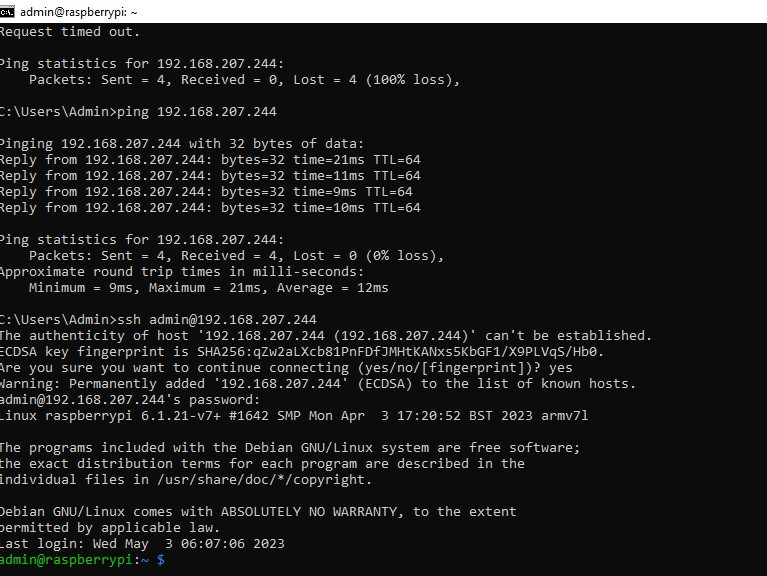 admin@raspberrypi: ~
Request timed out.
Ping statistics for 192.168.207.244:
Packets: Sent = 4, Received = 0, Lost = 4 (100% loss),
C:\Users\Admin>ping 192.168.207.244
Pinging 192.168.207.244 with 32 bytes of data:
Reply from 192.168.207.244: bytes=32 time=21ms TTL=64
Reply from 192.168.207.244: bytes=32 time=11ms TTL=64
Reply from 192.168.207.244: bytes=32 time=9ms TTL=64
Reply from 192.168.207.244: bytes=32 time=10ms TTL=64
Ping statistics for 192.168.207.244:
Packets: Sent = 4, Received = 4, Lost = 0 (0% loss),
Approximate round trip times in milli-seconds:
Minimum = 9ms, Maximum = 21ms, Average = 12ms
C:\Users\Admin>ssh admin@192.168.207.244
The authenticity of host '192.168.207.244 (192.168.207.244)' can't be established.
ECDSA key fingerprint is SHA256:qZw2aLXcb81PnFDfJMHtKANxs5KbGF1/X9PLVqS/Hb0.
Are you sure you want to continue connecting (yes/no/[fingerprint])? yes
Warning: Permanently added '192.168.207.244' (ECDSA) to the list of known hosts.
admin@192.168.207.244's password:
Linux raspberrypi 6.1.21-v7+ #1642 SMP Mon Apr  3 17:20:52 BST 2023 armv7l
The programs included with the Debian GNU/Linux system are free software;
the exact distribution terms for each program are described in the
individual files in /usr/share/doc/*/copyright.
Debian GNU/Linux comes with ABSOLUTELY NO WARRANTY, to the extent
permitted by applicable law.
Last login: Wed May  3 06:07:06 2023
admin@raspberrypi:~ $